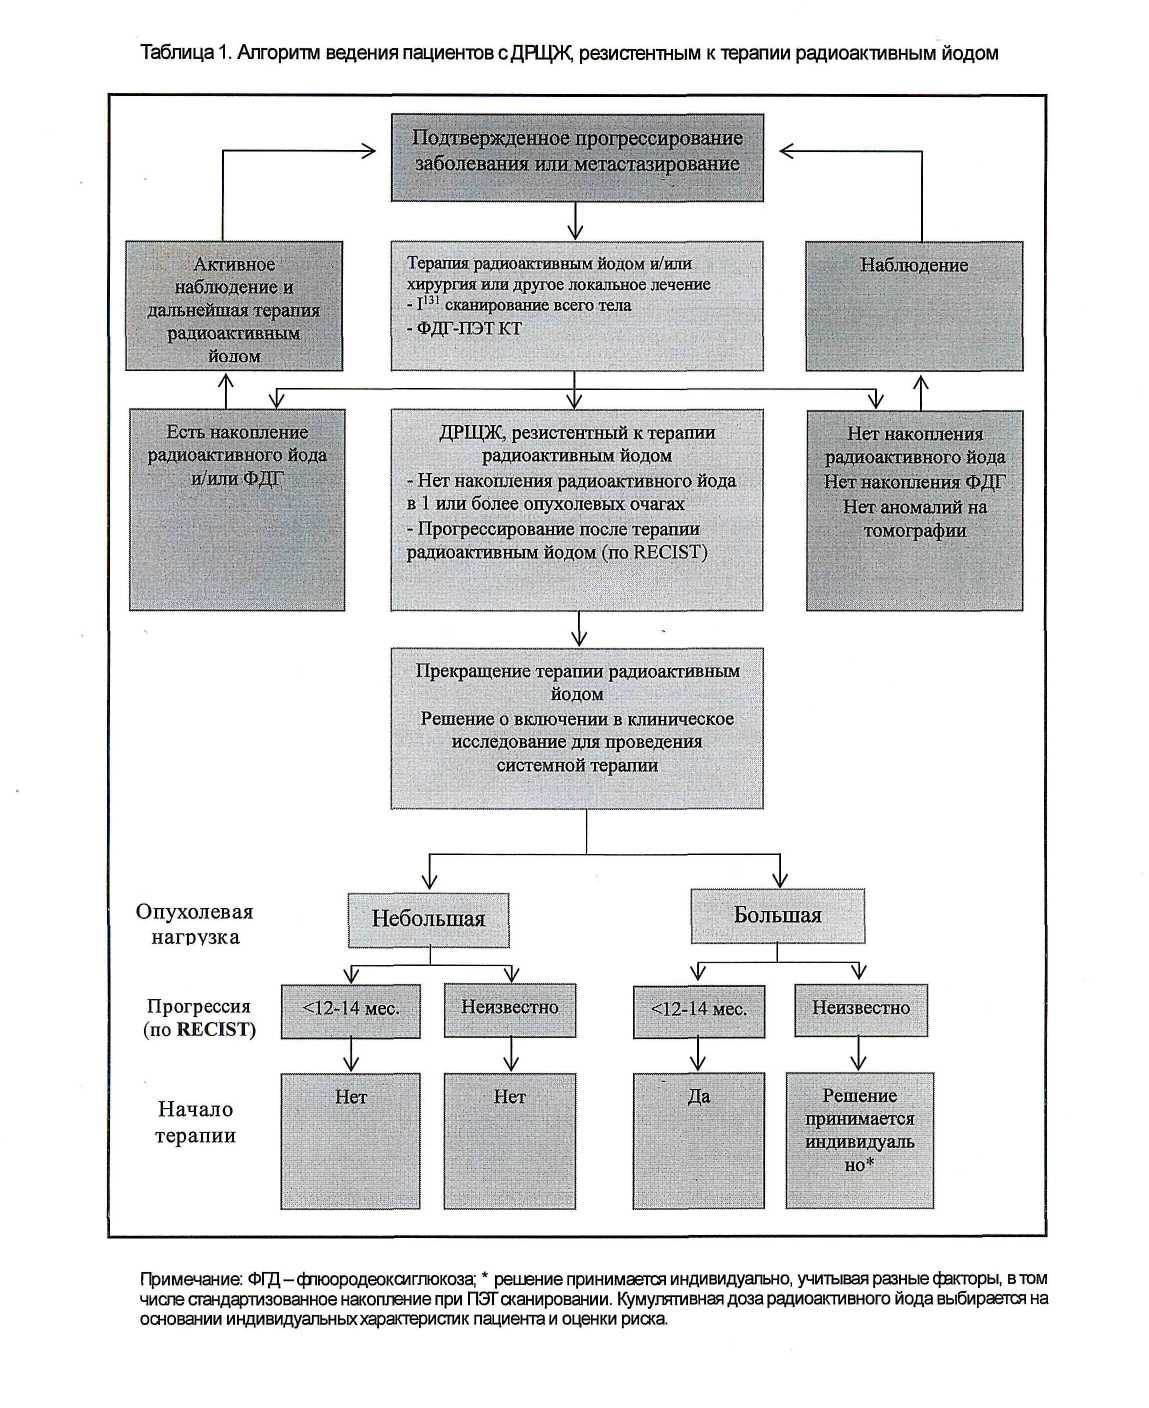 Таблица 1. Алгоритм ведения пациентов с ДРЩЖ, резистентным к терапии радиоактивным йодом
Подтвержденное прогрессирование
заболевания или метастазирование
Активное
наблюдение и
дальнейшая терапия
радиоактивным
йодом
Терапия радиоактивным йодом и/или
хирургия или другое локальное лечение
- I¹³¹ сканирование всего тела
- ФДГ-ПЭТ КТ
Наблюдение
Есть накопление
радиоактивного йода
и/или ФДГ
ДРЩЖ, резистентный к терапии
радиоактивным йодом
- Нет накопления радиоактивного йода
в 1 или более опухолевых очагах
- Прогрессирование после терапии
радиоактивным йодом (по RECIST)
Нет накопления
радиоактивного йода
Нет накопления ФДГ
Нет аномалий на
томографии
Прекращение терапии радиоактивным
йодом
Решение о включении в клиническое
исследование для проведения
системной терапии
Опухолевая
нагрузка
Небольшая
Большая
Прогрессия
(по RECIST)
<12-14 мес.
Неизвестно
<12-14 мес.
Неизвестно
Начало
терапии
Нет
Нет
Да
Решение
принимается
индивидуаль
но*
Примечание: ФГД – флюородеоксиглюкоза; * решение принимается индивидуально, учитывая разные факторы, в том
числе стандартизованное накопление при ПЭТ сканировании. Кумулятивная доза радиоактивного йода выбирается на
основании индивидуальных характеристик пациента и оценки риска.